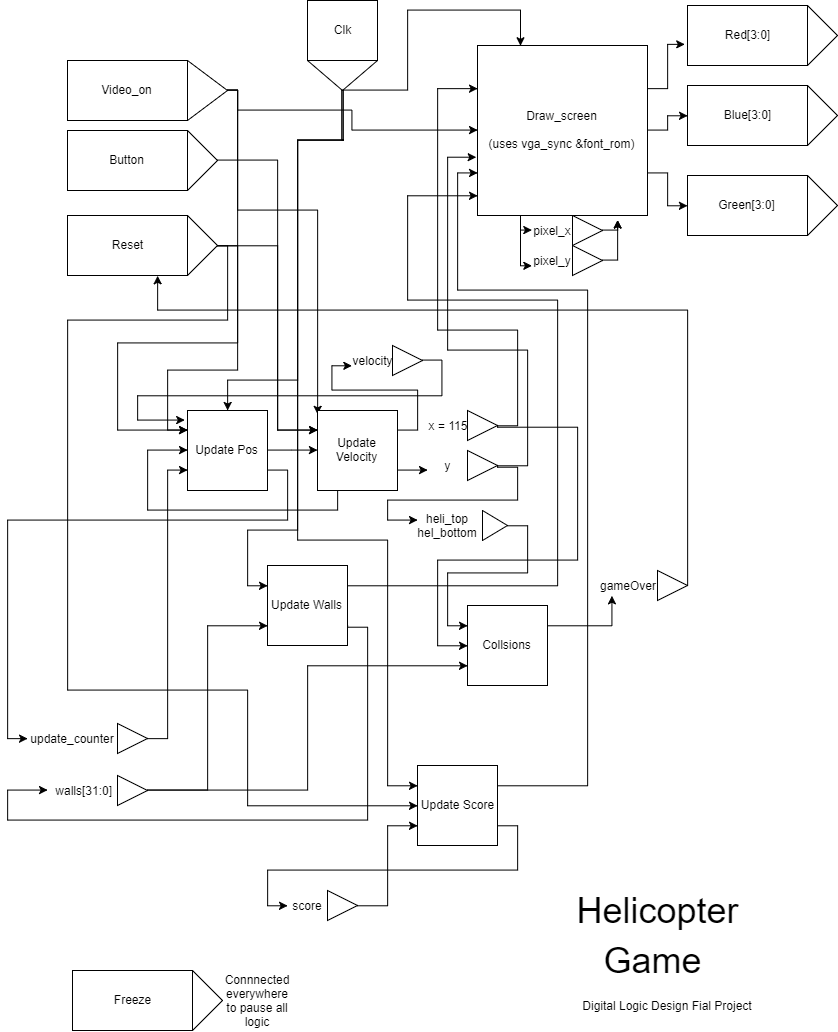 Clk
Red[3:0]
Video_on
Draw_screen
(uses vga_sync &font_rom)
Blue[3:0]
Button
Green[3:0]
Reset
pixel_x
pixel_y
velocity
x = 115
Update Pos
Update
Velocity
y
heli_top
hel_bottom
gameOver
Update Walls
Collsions
update_counter
walls[31:0]
Update Score
score
Helicopter
Game
Freeze
Connnected
everywhere
to pause all
logic
Digital Logic Design Fial Project